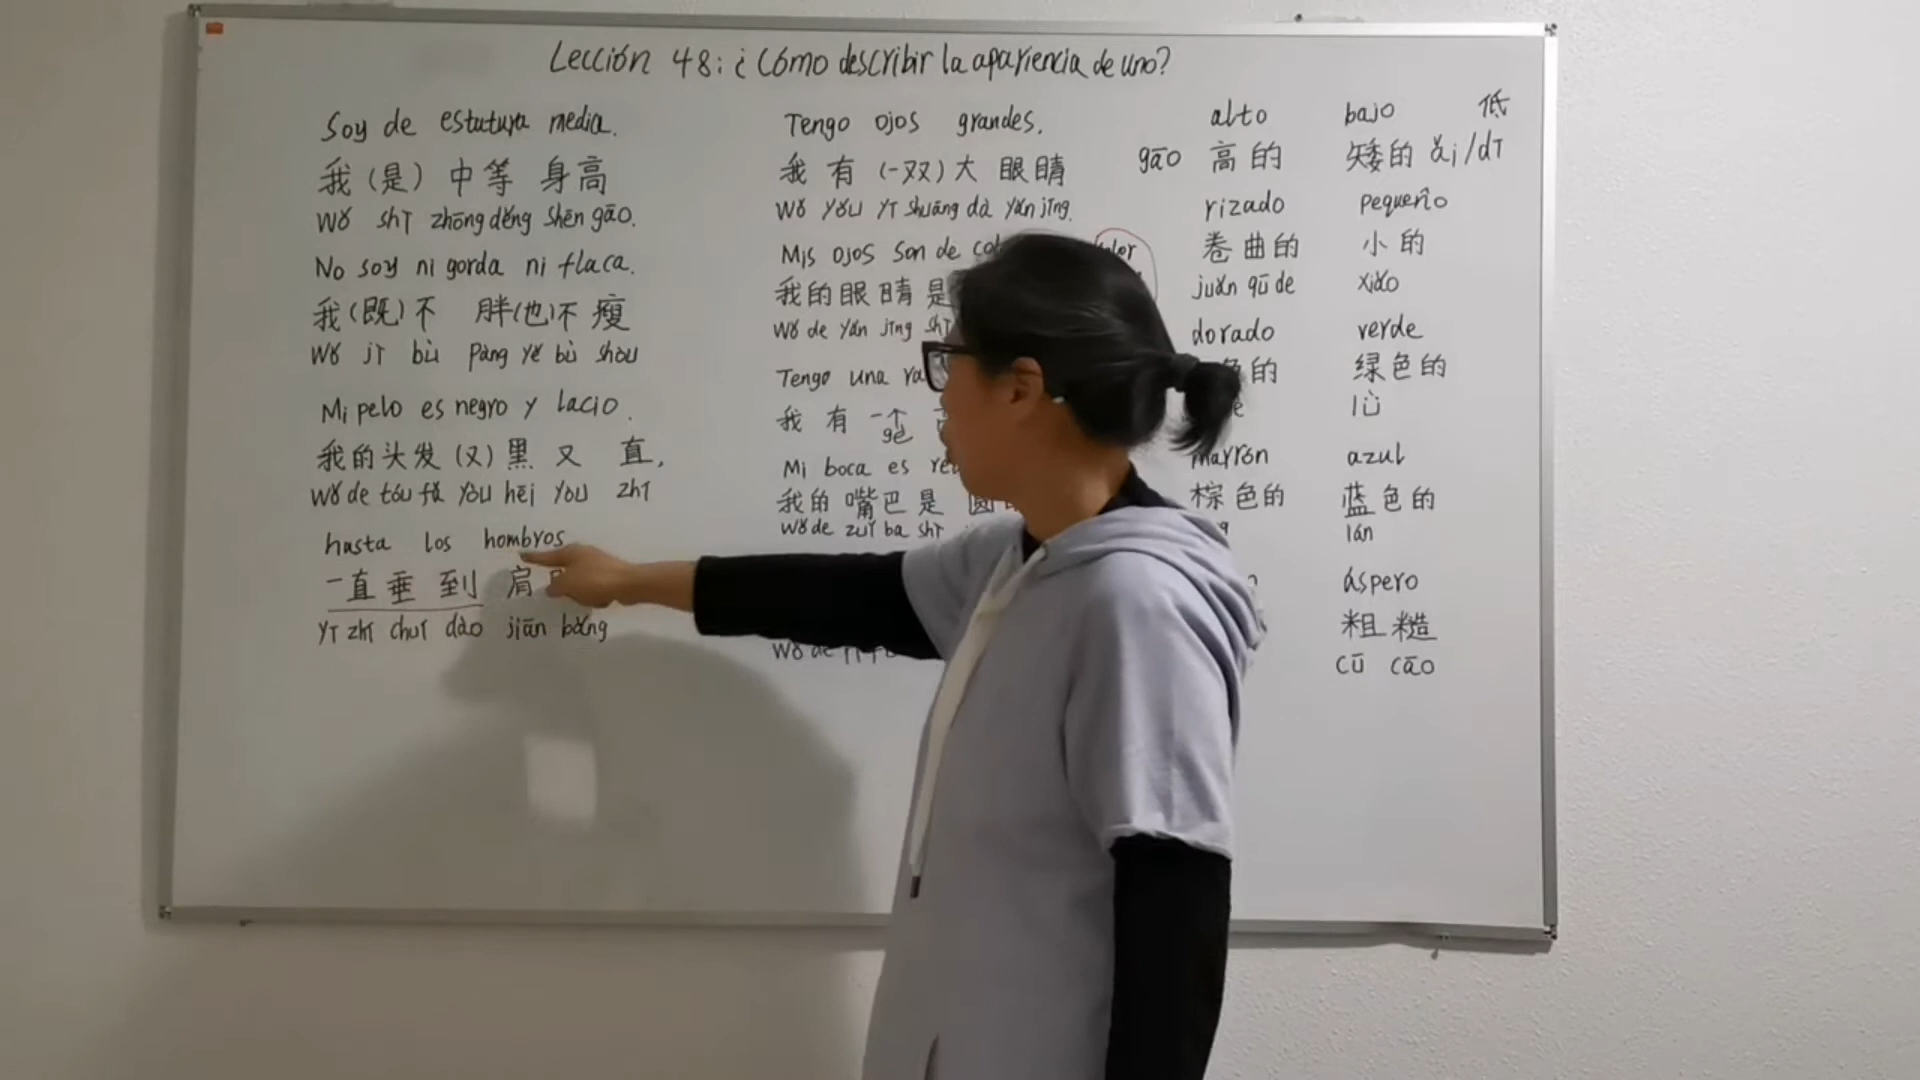 Lección 48: ¿Cómo describir la apariencia de uno?
Soy de estutura media.
我(是)中等 身高
wǒ shì zhōng děng shēn gāo.
No soy ni gorda ni flaca.
我(既)不 胖(也)不 瘦
wǒ jì bù pàng yě bù shòu
Mi pelo es negro y lacio.
我的头发(又)黑 又 直,
wǒ de tóu fǎ yòu hēi yòu zhí
hasta los hombros
一直垂 到 肩
yī zhí chuí dào jiān bǎng
Tengo ojos grandes.
我 有 (一双)大 眼睛
wǒ yǒu yī shuāng dà yǎn jīng.
Mis ojos son de
我的眼睛是
wǒ de yǎn jīng shì
Tengo una
我 有 一个
gè
Mi boca es
我的 嘴巴 是 圆
wǒ de zuǐ ba shì
wǒ de
alto
gāo 高的
rizado
卷曲的
juǎn qū de
dorado
色的
marrón
棕色的
bajo 低
矮的 ǎi/dī
pequeño
小的
xiǎo
verde
绿色的
lǜ
azul
蓝色的
lán
áspero
粗糙
cū cāo